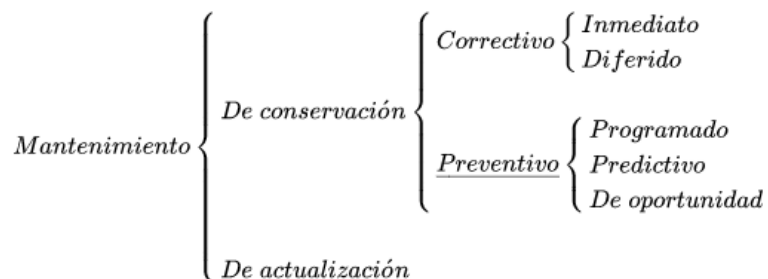 Mantenimiento
De conservación
Correctivo
Inmediato
Diferido
Preventivo
Programado
Predictivo
De oportunidad
De actualización